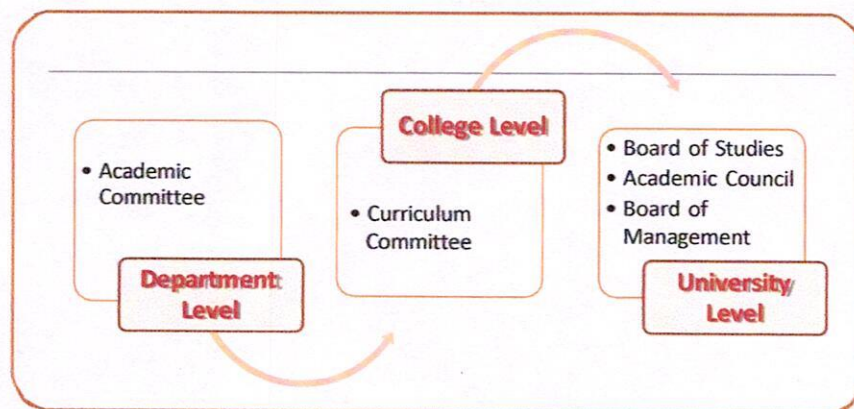 • Academic
Committee
Department
Level
College Level
• Curriculum
Committee
• Board of Studies
• Academic Council
• Board of
Management
University
Level